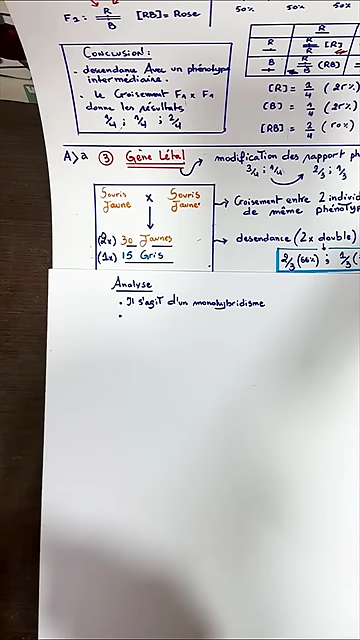 F2: R/B [RB] = Rose
50% 50% 50%
Conclusion:
- descendance Avec un phénotype
intermédiaire.
- Le Croisement F1 x F1
donne les résultats
1/4 ; 1/4 ; 2/4
R
R R/R [R]
B R/B (RB)
[R] = 1/4 (25%)
(B) = 1/4 (25%)
[RB] = 2/4 (50%)
A>a ③ Gène Létal
modification des rapport
3/4 ; 1/4 2/3 ; 1/3
Souris x Souris
Jaune Jaune
(2x) 30 Jaunes
(1x) 15 Gris
→ Croisement entre 2 individ
de même phénotyp
→ desendance (2x double)
2/3 (66%) ; 1/3 (
Analyse
• Il s'agit d'un monohybridisme
•